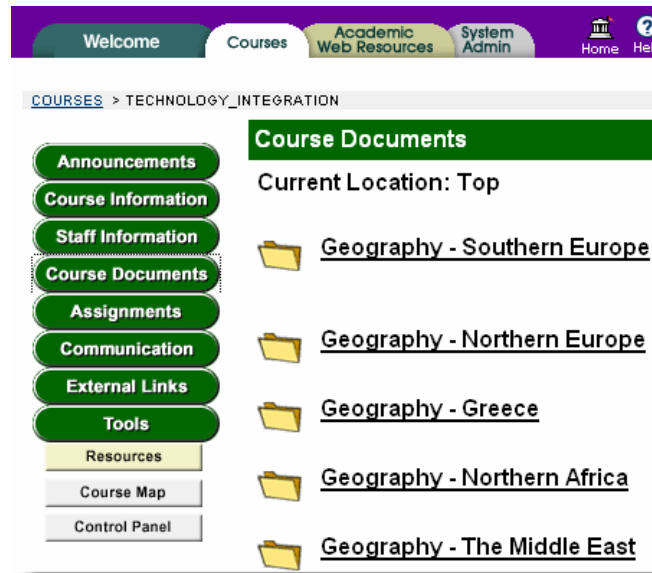 Welcome
Courses
Academic
Web Resources
System
Admin
Home
COURSES > TECHNOLOGY_INTEGRATION
Announcements
Course Information
Staff Information
Course Documents
Assignments
Communication
External Links
Tools
Resources
Course Map
Control Panel
Course Documents
Current Location: Top
Geography - Southern Europe
Geography - Northern Europe
Geography - Greece
Geography - Northern Africa
Geography - The Middle East